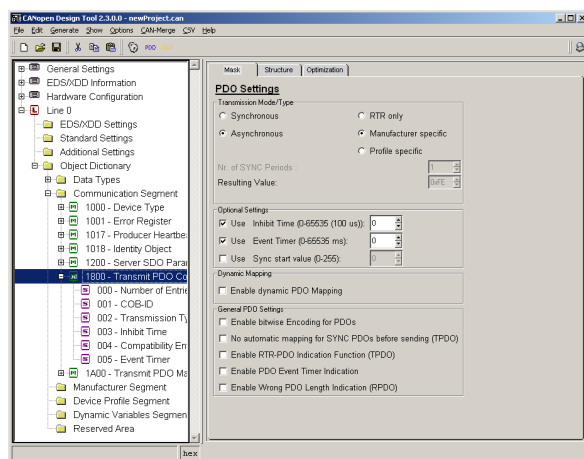 CANopen Design Tool 2.3.0.0 - newProject.can
File Edit Generate Show Options CAN-Merge CSV Help
PDO
General Settings
EDS/XDD Information
Hardware Configuration
L Line 0
EDS/XDD Settings
Standard Settings
Additional Settings
Object Dictionary
Data Types
Communication Segment
M 1000 - Device Type
M 1001 - Error Register
M 1017 - Producer Heartbe
M 1018 - Identity Object
M 1200 - Server SDO Para
M 1800 - Transmit PDO Co
S 000 - Number of Entrie
S 001 - COB-ID
S 002 - Transmission Ty
S 003 - Inhibit Time
S 004 - Compatibility En
S 005 - Event Timer
M 1A00 - Transmit PDO Ma
Manufacturer Segment
Device Profile Segment
Dynamic Variables Segmen
Reserved Area
Mask Structure Optimization
PDO Settings
Transmission Mode/Type
Synchronous RTR only
Asynchronous Manufacturer specific
Profile specific
Nr. of SYNC Periods : 1
Resulting Value: 0xFE
Optional Settings
Use Inhibit Time (0-65535 (100 us)): 0
Use Event Timer (0-65535 ms): 0
Use Sync start value (0-255): 0
Dynamic Mapping
Enable dynamic PDO Mapping
General PDO Settings
Enable bitwise Encoding for PDOs
No automatic mapping for SYNC PDOs before sending (TPDO)
Enable RTR-PDO Indication Function (TPDO)
Enable PDO Event Timer Indication
Enable Wrong PDO Length Indication (RPDO)
hex